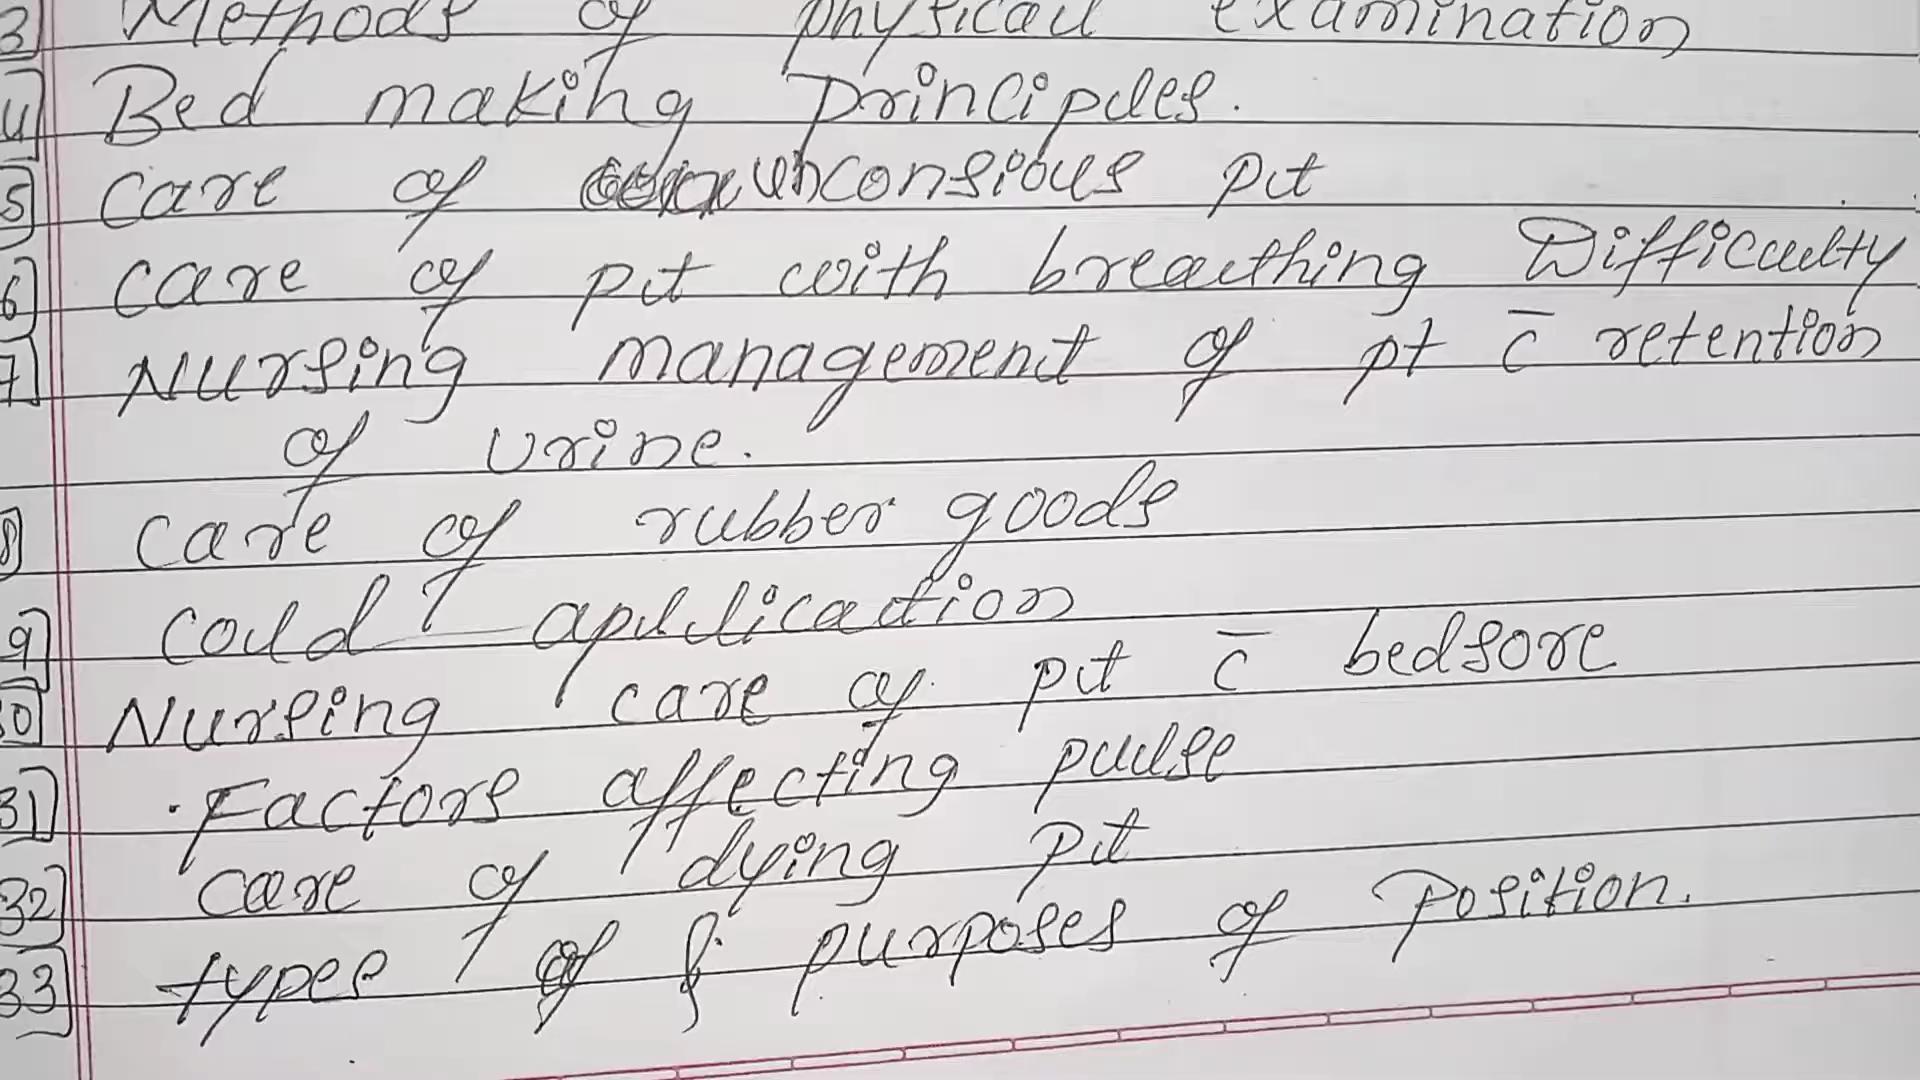 3] Methods of physical examination
4] Bed making principles.
5] care of unconsious pt
6] care of pt with breathing Difficulty
7] Nursing management of pt c̄ retention
of urine.
8] care of rubber goods
9] cold application
30] Nursing care of pt c̄ bedsore
31] Factors affecting pulse
32] care of dying pt
33] types of & purposes of Position.